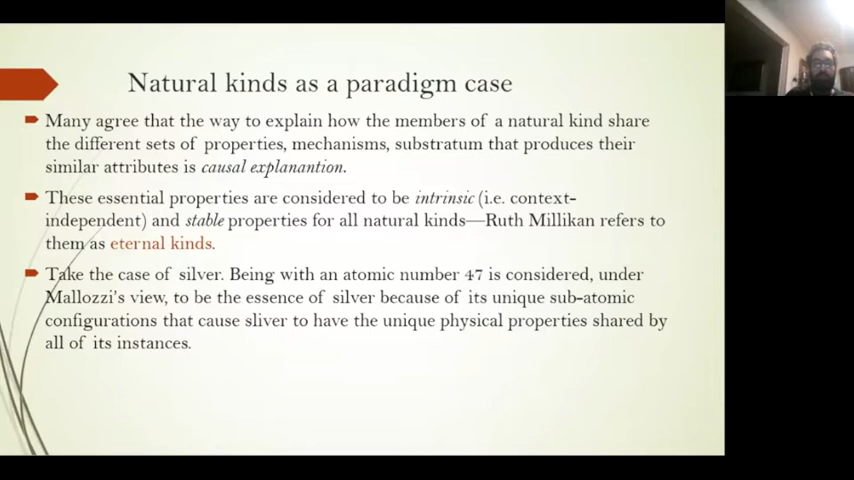 Natural kinds as a paradigm case
Many agree that the way to explain how the members of a natural kind share
the different sets of properties, mechanisms, substratum that produces their
similar attributes is causal explanantion.
These essential properties are considered to be intrinsic (i.e. context-
independent) and stable properties for all natural kinds—Ruth Millikan refers to
them as eternal kinds.
Take the case of silver. Being with an atomic number 47 is considered, under
Mallozzi's view, to be the essence of silver because of its unique sub-atomic
configurations that cause sliver to have the unique physical properties shared by
all of its instances.